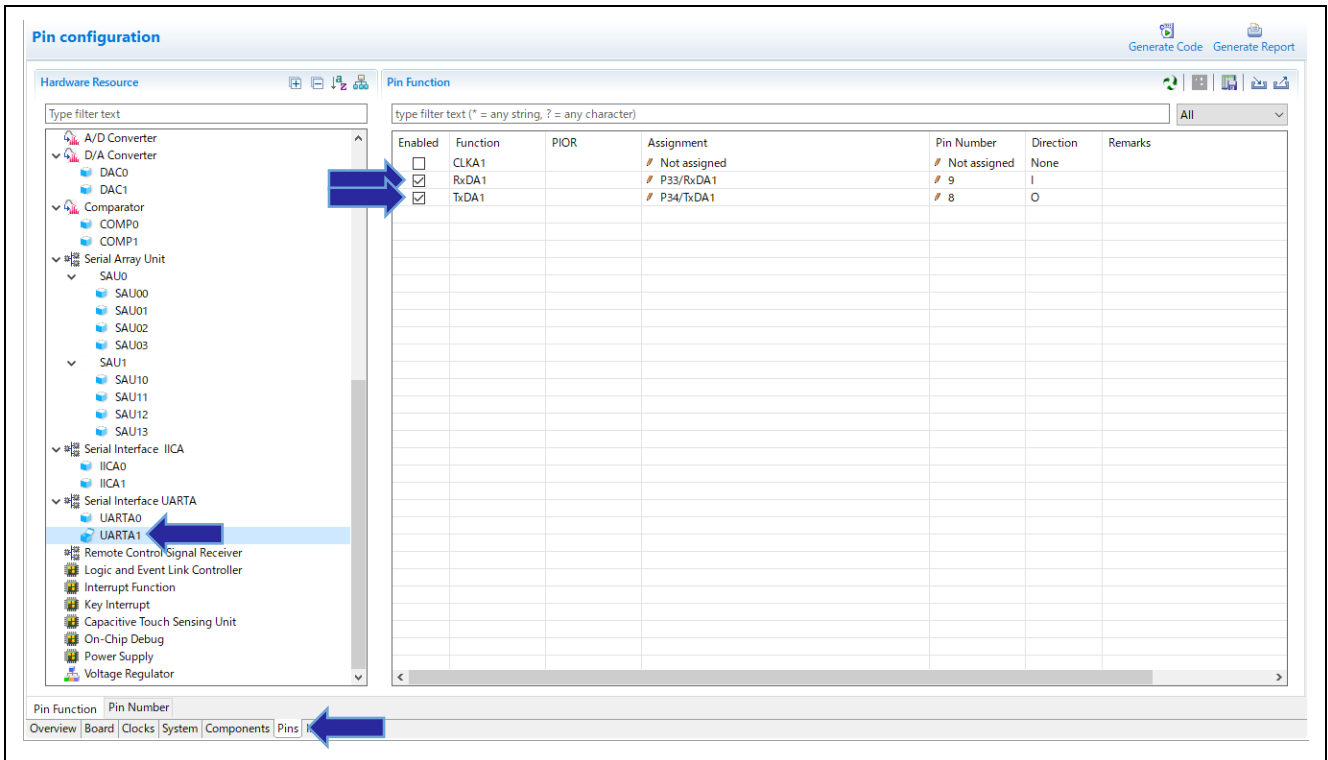 Pin configuration
Generate Code Generate Report
Hardware Resource
Type filter text
A/D Converter
D/A Converter
DAC0
DAC1
Comparator
COMP0
COMP1
Serial Array Unit
SAU0
SAU00
SAU01
SAU02
SAU03
SAU1
SAU10
SAU11
SAU12
SAU13
Serial Interface IICA
IICA0
IICA1
Serial Interface UARTA
UARTA0
UARTA1
Remote Control Signal Receiver
Logic and Event Link Controller
Interrupt Function
Key Interrupt
Capacitive Touch Sensing Unit
On-Chip Debug
Power Supply
Voltage Regulator
Pin Function
type filter text (* = any string, ? = any character)
All
Enabled Function PIOR Assignment Pin Number Direction Remarks
CLKA1 Not assigned Not assigned None
RxDA1 P33/RxDA1 9 I
TxDA1 P34/TxDA1 8 O
Pin Function Pin Number
Overview Board Clocks System Components Pins